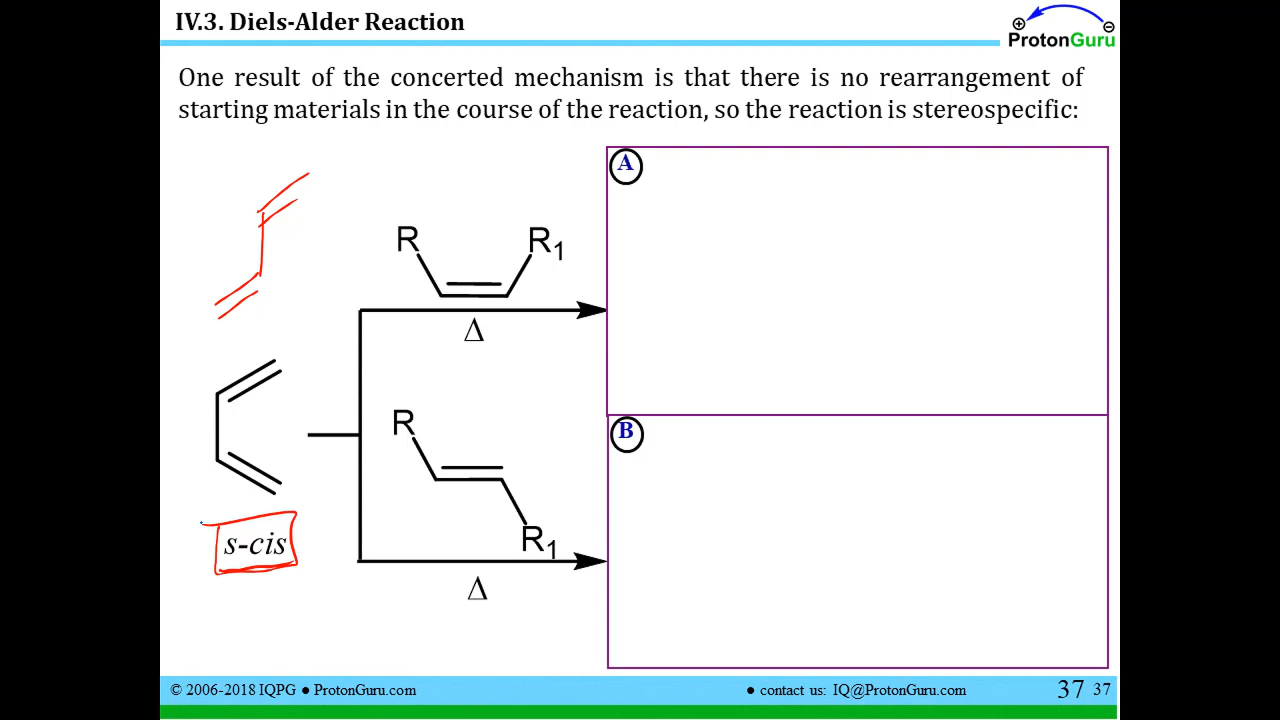 IV.3. Diels-Alder Reaction
⊕ ⊖
ProtonGuru
One result of the concerted mechanism is that there is no rearrangement of
starting materials in the course of the reaction, so the reaction is stereospecific:
A
R R1
Δ
R
R1
Δ
B
s-cis
© 2006-2018 IQPG ● ProtonGuru.com
● contact us: IQ@ProtonGuru.com
37 37